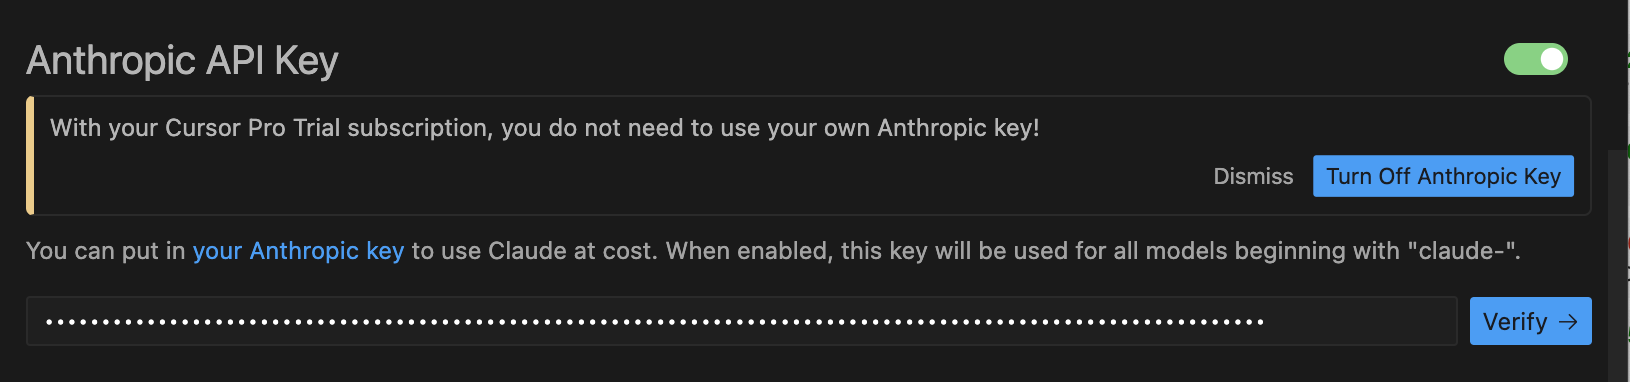 Anthropic API Key
With your Cursor Pro Trial subscription, you do not need to use your own Anthropic key!
Dismiss
Turn Off Anthropic Key
You can put in your Anthropic key to use Claude at cost. When enabled, this key will be used for all models beginning with "claude-".
Verify →